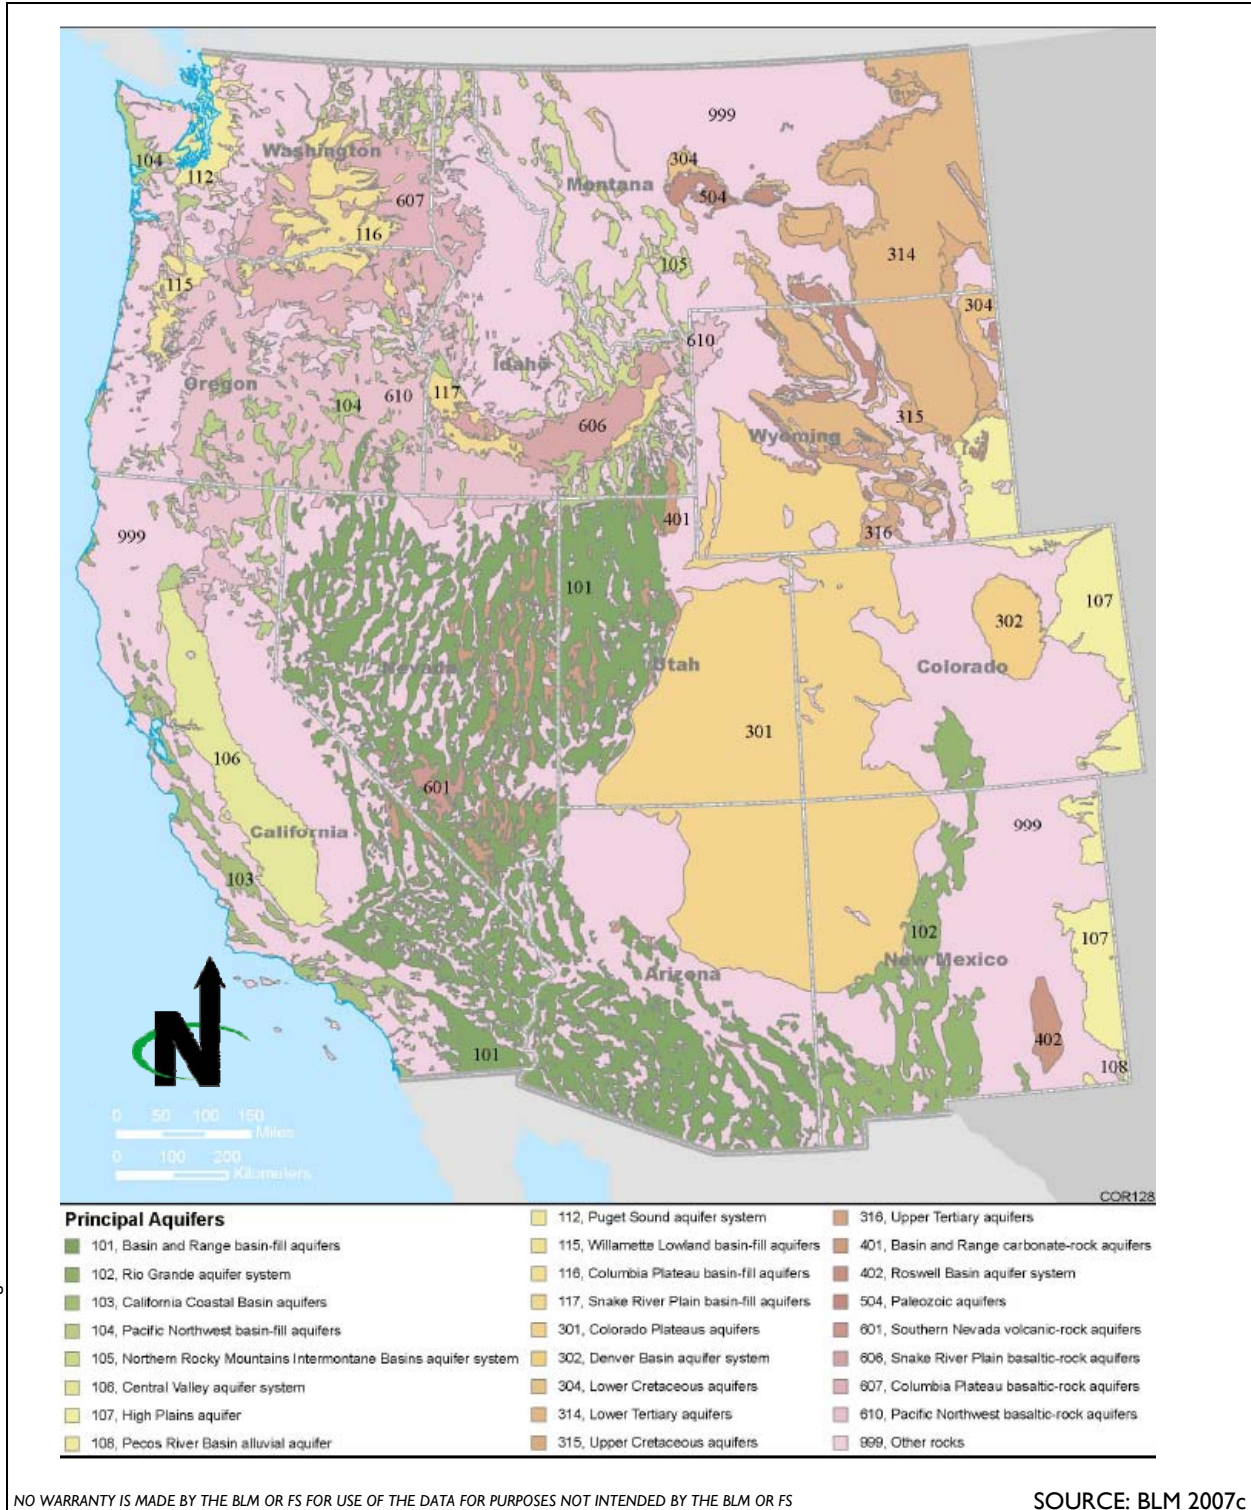 999
304
Washington
104
Montana
112
504
607
116
314
105
115
304
610
Idaho
Oregon
117
610
104
315
606
Wyoming
999
401
316
101
107
302
Nevada
Utah
Colorado
301
106
601
999
California
103
102
107
New Mexico
Arizona
N
402
101
108
0 50 100 150
Miles
0 100 200
Kilometers
COR128
Principal Aquifers
101, Basin and Range basin-fill aquifers
102, Rio Grande aquifer system
103, California Coastal Basin aquifers
104, Pacific Northwest basin-fill aquifers
105, Northern Rocky Mountains Intermontane Basins aquifer system
106, Central Valley aquifer system
107, High Plains aquifer
108, Pecos River Basin alluvial aquifer
112, Puget Sound aquifer system
115, Willamette Lowland basin-fill aquifers
116, Columbia Plateau basin-fill aquifers
117, Snake River Plain basin-fill aquifers
301, Colorado Plateaus aquifers
302, Denver Basin aquifer system
304, Lower Cretaceous aquifers
314, Lower Tertiary aquifers
315, Upper Cretaceous aquifers
316, Upper Tertiary aquifers
401, Basin and Range carbonate-rock aquifers
402, Roswell Basin aquifer system
504, Paleozoic aquifers
601, Southern Nevada volcanic-rock aquifers
606, Snake River Plain basaltic-rock aquifers
607, Columbia Plateau basaltic-rock aquifers
610, Pacific Northwest basaltic-rock aquifers
999, Other rocks
NO WARRANTY IS MADE BY THE BLM OR FS FOR USE OF THE DATA FOR PURPOSES NOT INTENDED BY THE BLM OR FS
SOURCE: BLM 2007c